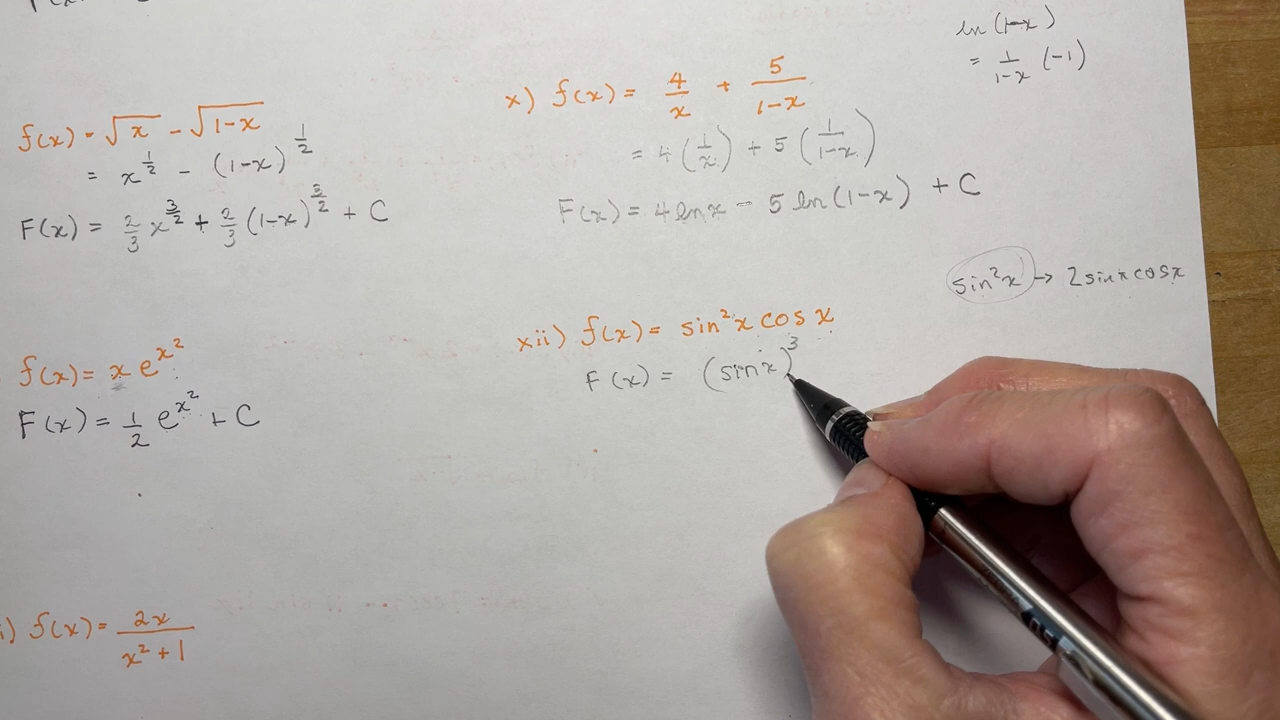 ln (1-x)
= 1/(1-x) (-1)
f(x) = √x - √(1-x)
= x^(1/2) - (1-x)^(1/2)
F(x) = 2/3 x^(3/2) + 2/3 (1-x)^(3/2) + C
x) f(x) = 4/x + 5/(1-x)
= 4 (1/x) + 5 (1/(1-x))
F(x) = 4 ln x - 5 ln (1-x) + C
sin²x → 2 sin x cos x
f(x) = x e^(x²)
F(x) = 1/2 e^(x²) + C
xii) f(x) = sin²x cos x
F(x) = (sin x)³
i) f(x) = 2x/(x²+1)